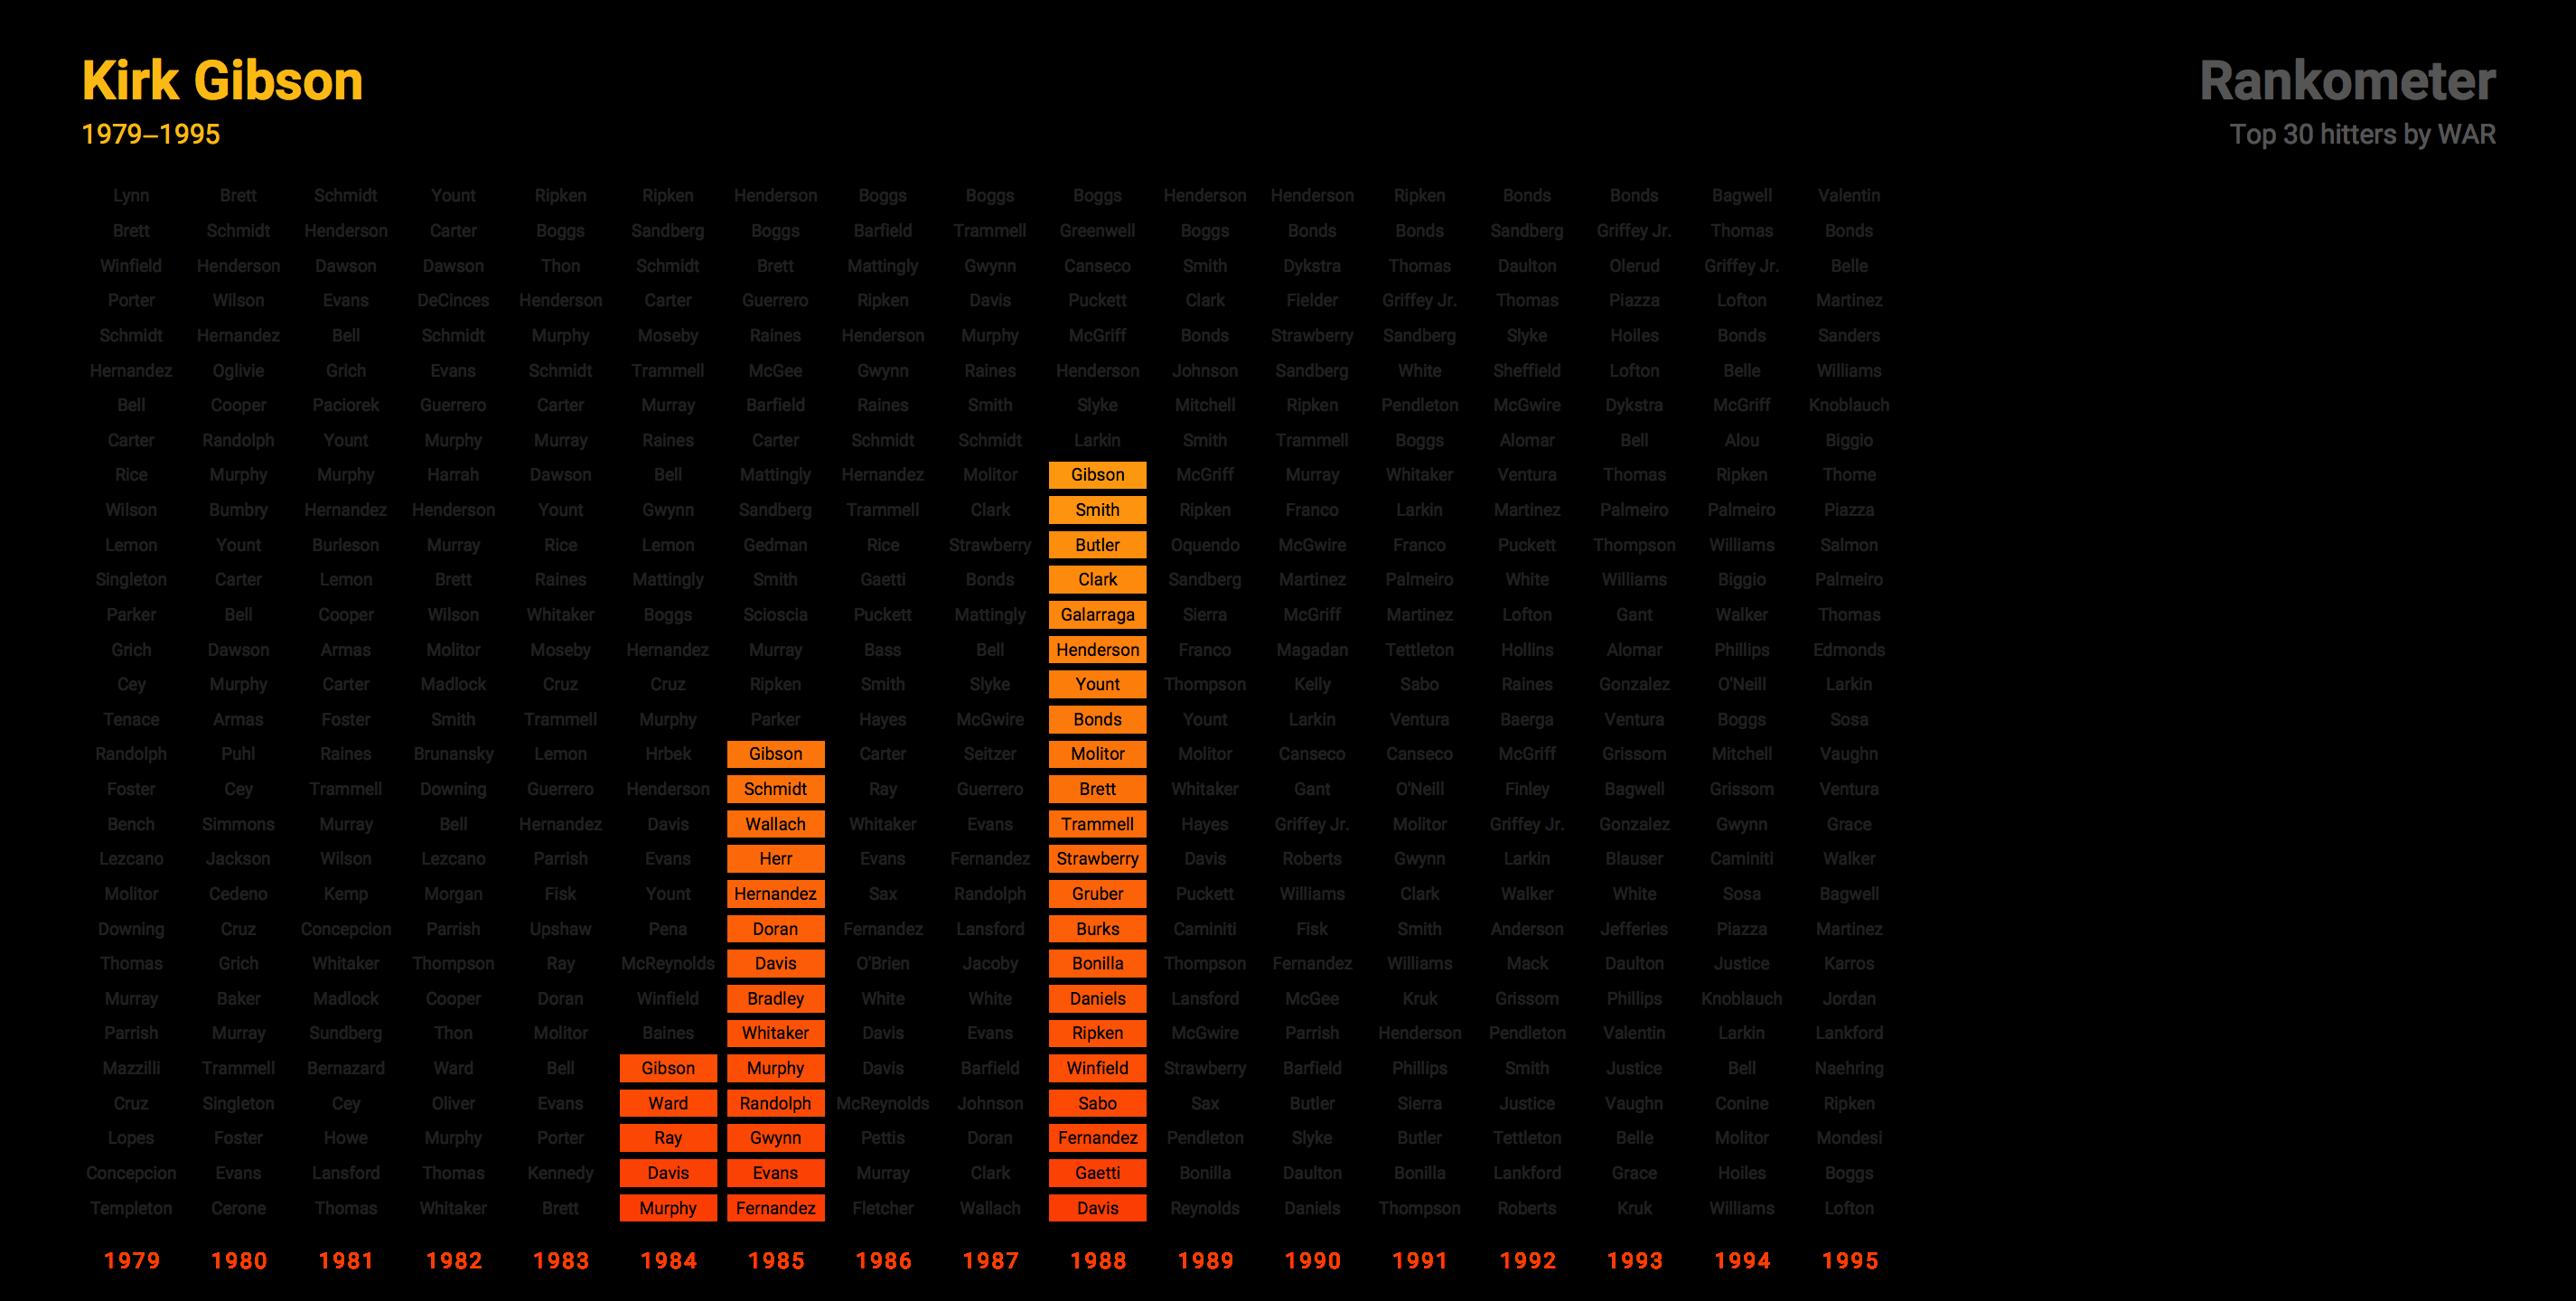 Kirk Gibson
1979–1995
Rankometer
Top 30 hitters by WAR
Lynn Brett Schmidt Yount Ripken Ripken Henderson Boggs Boggs Boggs Henderson Henderson Ripken Bonds Bonds Bagwell Valentin
Brett Schmidt Henderson Carter Boggs Sandberg Boggs Barfield Trammell Greenwell Boggs Bonds Bonds Sandberg Griffey Jr. Thomas Bonds
Winfield Henderson Dawson Dawson Thon Schmidt Brett Mattingly Gwynn Canseco Smith Dykstra Thomas Daulton Olerud Griffey Jr. Belle
Porter Wilson Evans DeCinces Henderson Carter Guerrero Ripken Davis Puckett Clark Fielder Griffey Jr. Thomas Piazza Lofton Martinez
Schmidt Hernandez Bell Schmidt Murphy Moseby Raines Henderson Murphy McGriff Bonds Strawberry Sandberg Slyke Hoiles Bonds Sanders
Hernandez Oglivie Grich Evans Schmidt Trammell McGee Gwynn Raines Henderson Johnson Sandberg White Sheffield Lofton Belle Williams
Bell Cooper Paciorek Guerrero Carter Murray Barfield Raines Smith Slyke Mitchell Ripken Pendleton McGwire Dykstra McGriff Knoblauch
Carter Randolph Yount Murphy Murray Raines Carter Schmidt Schmidt Larkin Smith Trammell Boggs Alomar Bell Alou Biggio
Rice Murphy Murphy Harrah Dawson Bell Mattingly Hernandez Molitor Gibson McGriff Murray Whitaker Ventura Thomas Ripken Thome
Wilson Bumbry Hernandez Henderson Yount Gwynn Sandberg Trammell Clark Smith Ripken Franco Larkin Martinez Palmeiro Palmeiro Piazza
Lemon Yount Burleson Murray Rice Lemon Gedman Rice Strawberry Butler Oquendo McGwire Franco Puckett Thompson Williams Salmon
Singleton Carter Lemon Brett Raines Mattingly Smith Gaetti Bonds Clark Sandberg Martinez Palmeiro White Williams Biggio Palmeiro
Parker Bell Cooper Wilson Whitaker Boggs Scioscia Puckett Mattingly Galarraga Sierra McGriff Martinez Lofton Gant Walker Thomas
Grich Dawson Armas Molitor Moseby Hernandez Murray Bass Bell Henderson Franco Magadan Tettleton Hollins Alomar Phillips Edmonds
Cey Murphy Carter Madlock Cruz Cruz Ripken Smith Slyke Yount Thompson Kelly Sabo Raines Gonzalez O'Neill Larkin
Tenace Armas Foster Smith Trammell Murphy Parker Hayes McGwire Bonds Yount Larkin Ventura Baerga Ventura Boggs Sosa
Randolph Puhl Raines Brunansky Lemon Hrbek Gibson Carter Seitzer Molitor Molitor Canseco Canseco McGriff Grissom Mitchell Vaughn
Foster Cey Trammell Downing Guerrero Henderson Schmidt Ray Guerrero Brett Whitaker Gant O'Neill Finley Bagwell Grissom Ventura
Bench Simmons Murray Bell Hernandez Davis Wallach Whitaker Evans Trammell Hayes Griffey Jr. Molitor Griffey Jr. Gonzalez Gwynn Grace
Lezcano Jackson Wilson Lezcano Parrish Evans Herr Evans Fernandez Strawberry Davis Roberts Gwynn Larkin Blauser Caminiti Walker
Molitor Cedeno Kemp Morgan Fisk Yount Hernandez Sax Randolph Gruber Puckett Williams Clark Walker White Sosa Bagwell
Downing Cruz Concepcion Parrish Upshaw Pena Doran Fernandez Lansford Burks Caminiti Fisk Smith Anderson Jefferies Piazza Martinez
Thomas Grich Whitaker Thompson Ray McReynolds Davis O'Brien Jacoby Bonilla Thompson Fernandez Williams Mack Daulton Justice Karros
Murray Baker Madlock Cooper Doran Winfield Bradley White White Daniels Lansford McGee Kruk Grissom Phillips Knoblauch Jordan
Parrish Murray Sundberg Thon Molitor Baines Whitaker Davis Evans Ripken McGwire Parrish Henderson Pendleton Valentin Larkin Lankford
Mazzilli Trammell Bernazard Ward Bell Gibson Murphy Davis Barfield Winfield Strawberry Barfield Phillips Smith Justice Bell Naehring
Cruz Singleton Cey Oliver Evans Ward Randolph McReynolds Johnson Sabo Sax Butler Sierra Justice Vaughn Conine Ripken
Lopes Foster Howe Murphy Porter Ray Gwynn Pettis Doran Fernandez Pendleton Slyke Butler Tettleton Belle Molitor Mondesi
Concepcion Evans Lansford Thomas Kennedy Davis Evans Murray Clark Gaetti Bonilla Daulton Bonilla Lankford Grace Hoiles Boggs
Templeton Cerone Thomas Whitaker Brett Murphy Fernandez Fletcher Wallach Davis Reynolds Daniels Thompson Roberts Kruk Williams Lofton
1979 1980 1981 1982 1983 1984 1985 1986 1987 1988 1989 1990 1991 1992 1993 1994 1995